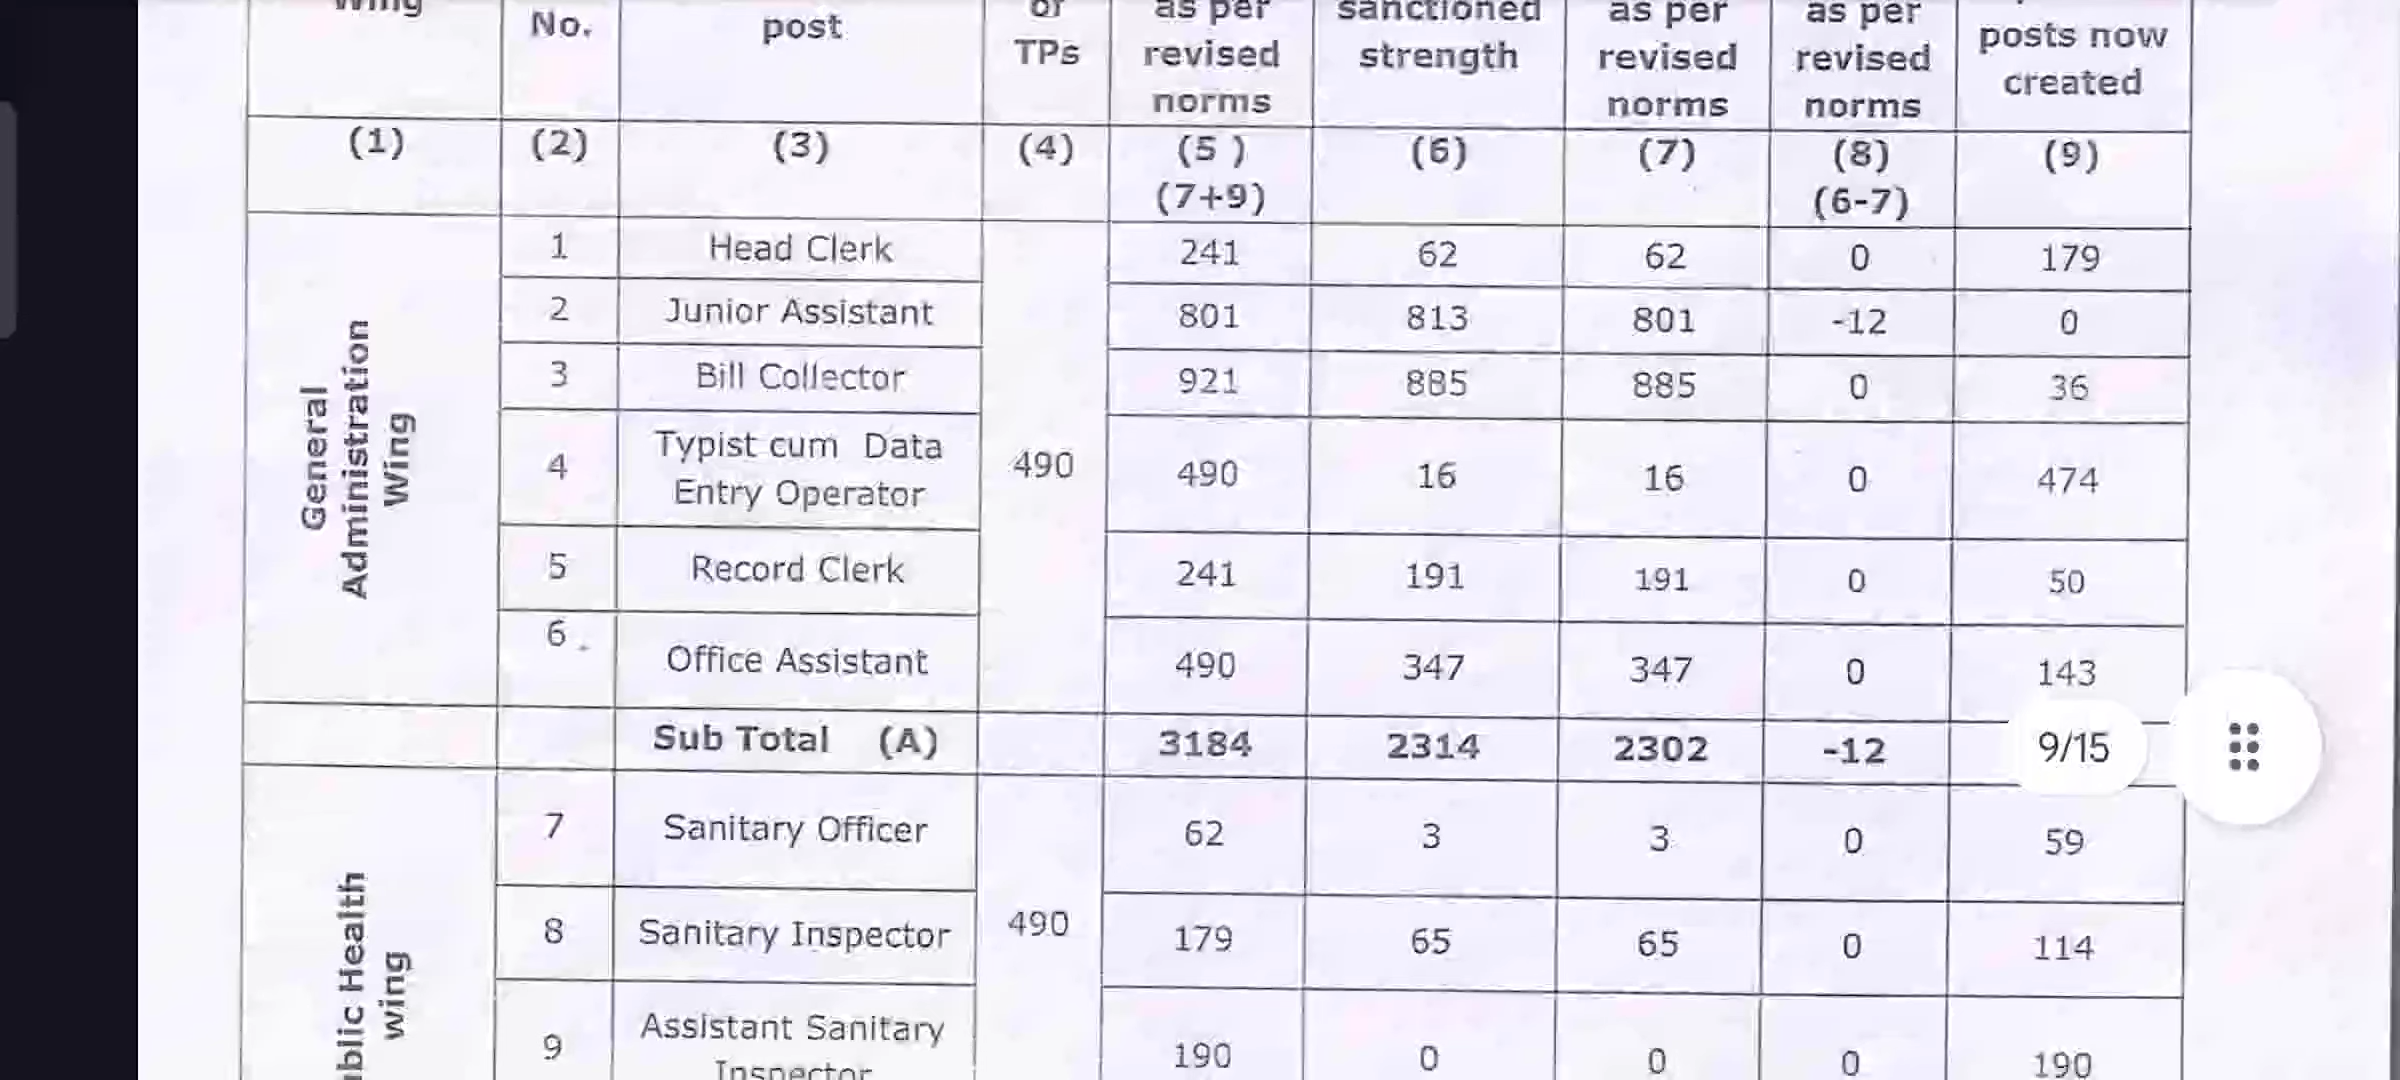 Wing No. post of TPs as per revised norms sanctioned strength as per revised norms as per revised norms posts now created
(1) (2) (3) (4) (5 ) (7+9) (6) (7) (8) (6-7) (9)
General Administration Wing
490
1 Head Clerk 241 62 62 0 179
2 Junior Assistant 801 813 801 -12 0
3 Bill Collector 921 885 885 0 36
4 Typist cum Data Entry Operator 490 16 16 0 474
5 Record Clerk 241 191 191 0 50
6 Office Assistant 490 347 347 0 143
Sub Total (A) 3184 2314 2302 -12
9/15
wing
490
7 Sanitary Officer 62 3 3 0 59
8 Sanitary Inspector 179 65 65 0 114
9 Assistant Sanitary Inspector 190 0 0 0 190